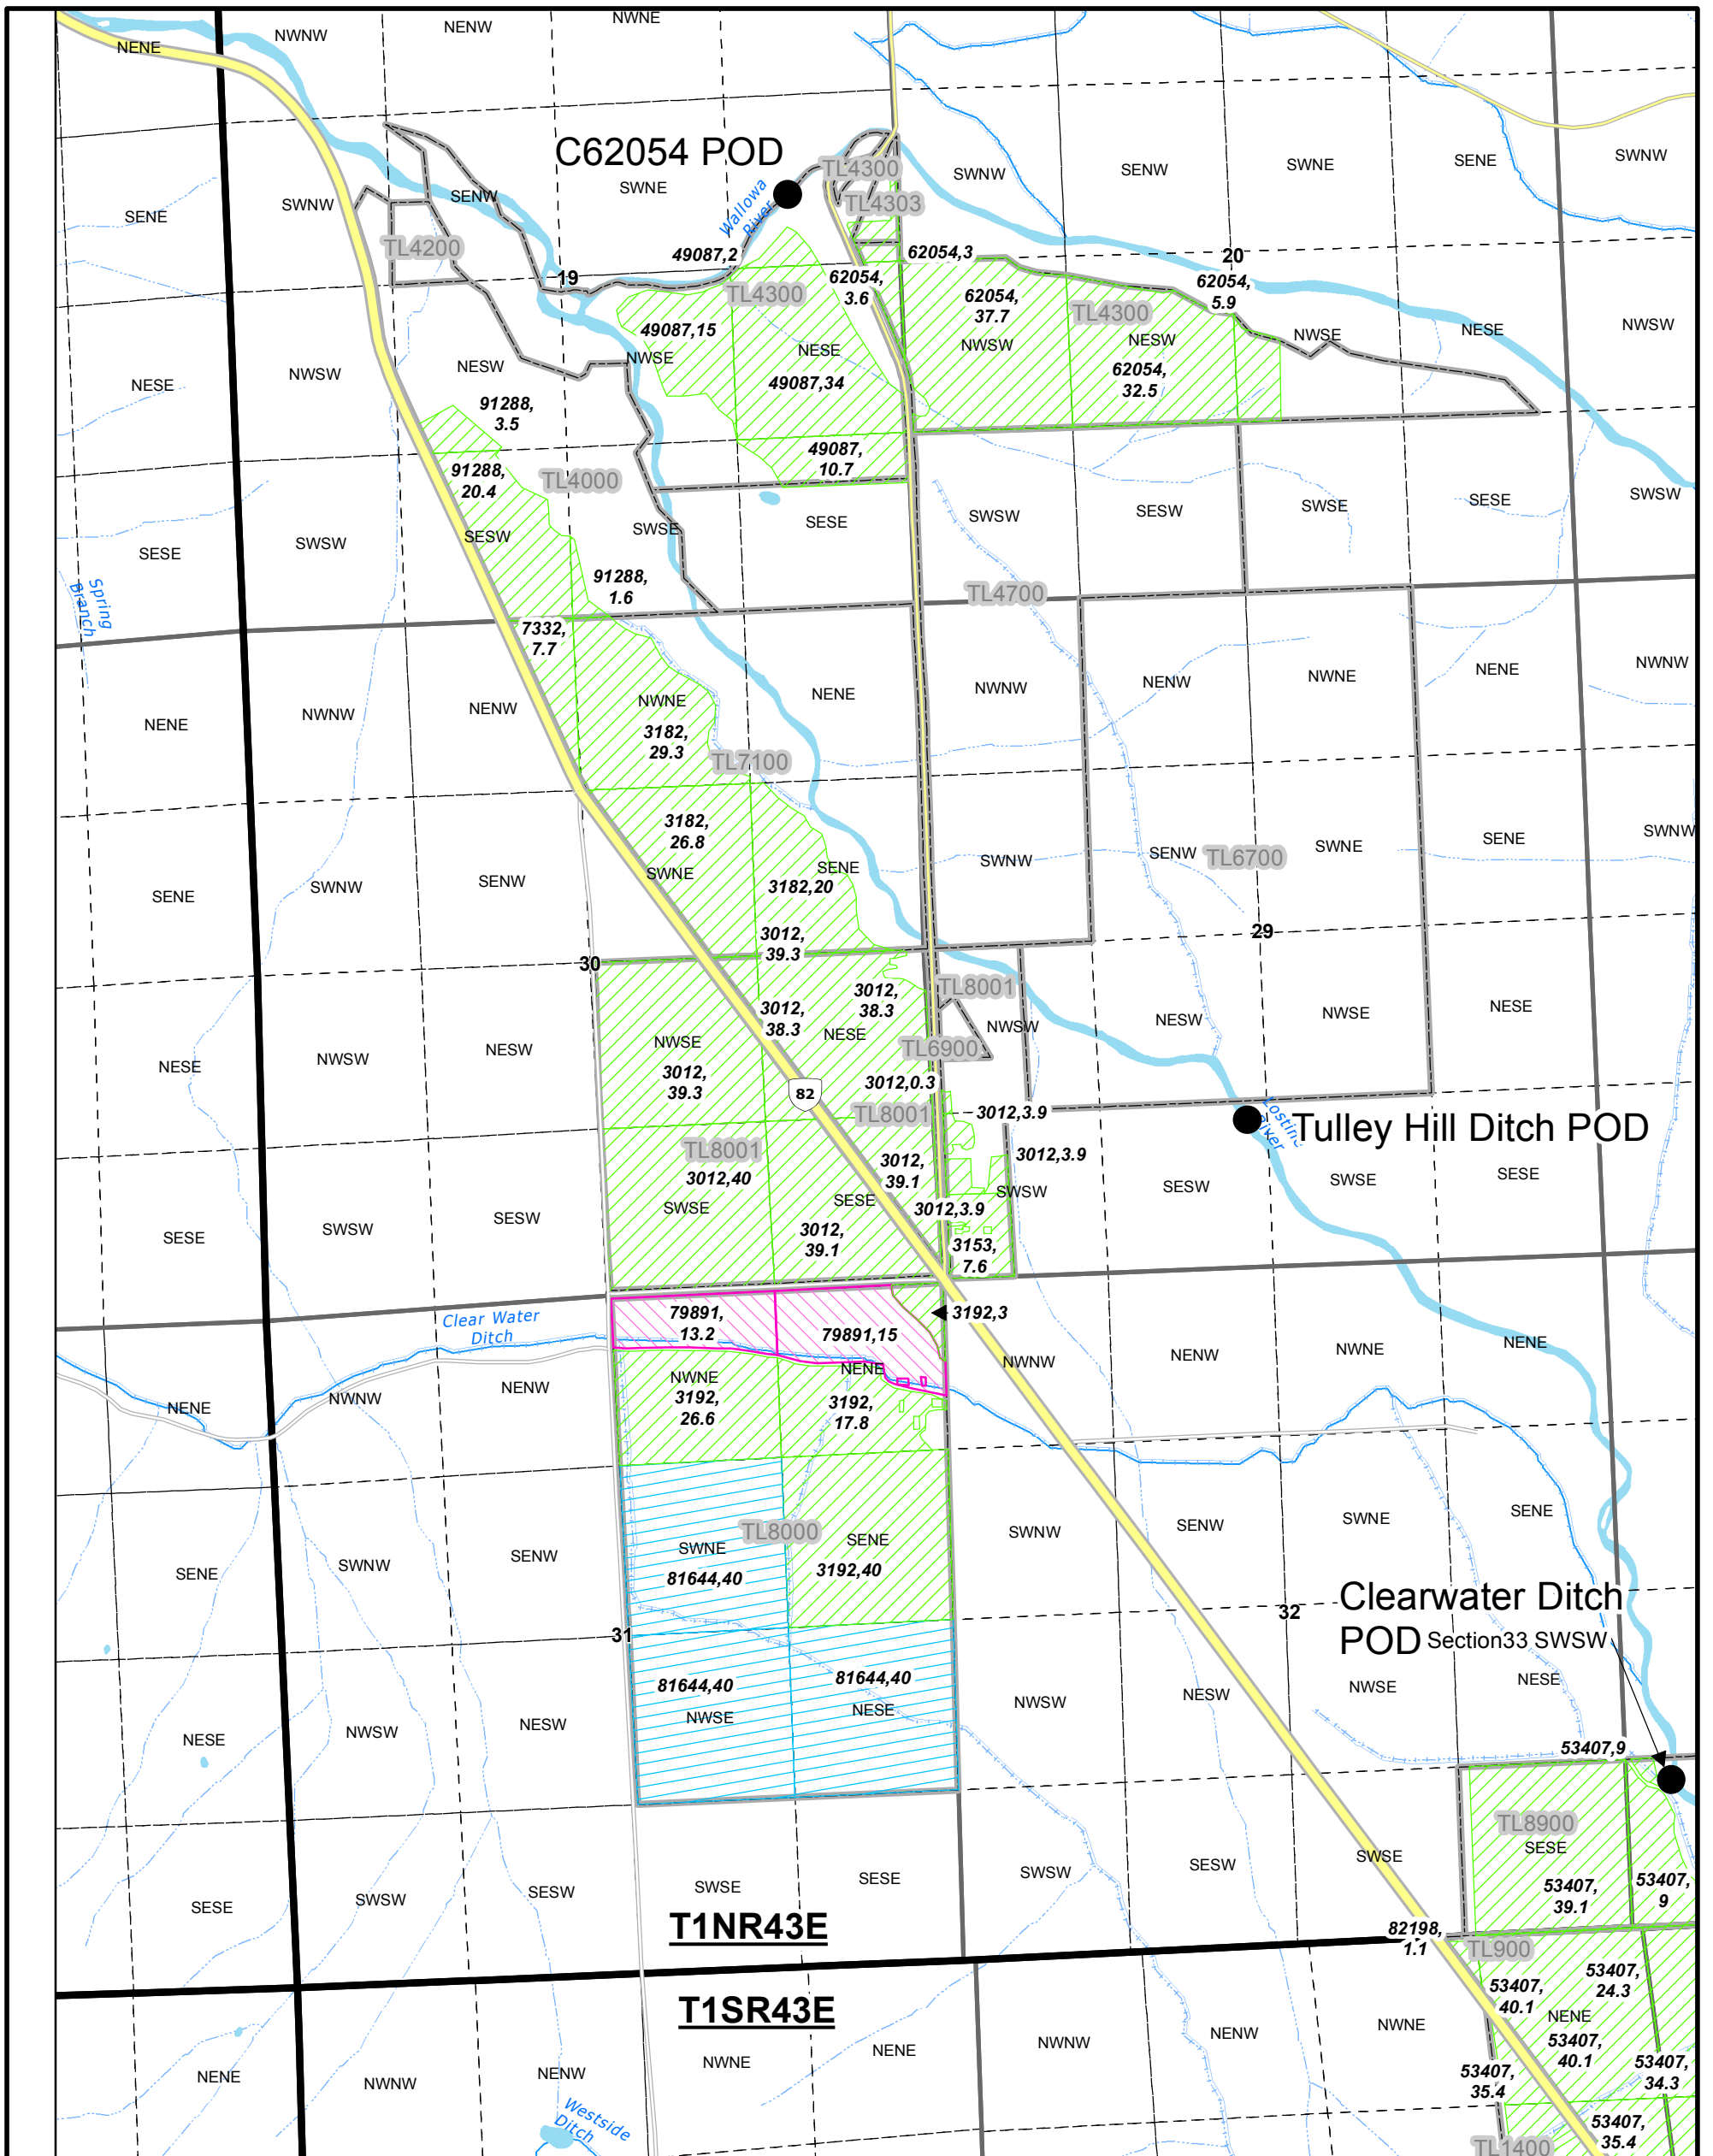 NWNE
NENW
NWNW
NENE
C62054 POD
SWNE
SENW
SWNW
SENE
TL4300
SWNW
SENW
SWNE
SENE
SWNW
TL4303
Wallowa
River
TL4200
49087,2
62054,3
20
19
62054,
3.6
62054,
5.9
TL4300
62054,
37.7
TL4300
49087,15
NWSE
NESE
NWSW
NESW
NWSE
NESE
NWSW
49087,34
62054,
32.5
NESE
NWSW
NESW
91288,
3.5
49087,
10.7
91288,
20.4
TL4000
SESE
SWSW
SESW
SWSE
SESE
SWSW
SWSE
SESW
SWSW
SESE
Spring
Branch
91288,
1.6
TL4700
7332,
7.7
NWNE
NENE
NWNW
NENW
NWNE
NENE
NWNW
NENW
NWNW
NENE
3182,
29.3
TL7100
3182,
26.8
SWNE
SENE
3182,20
SWNW
SENW
TL6700
SWNE
SENE
SWNW
SENW
SWNW
SENE
3012,
39.3
29
30
3012,
38.3
3012,
38.3
TL8001
NWSW
NESW
NWSE
NESE
NESE
NWSE
NESW
NWSW
NESE
TL6900
3012,
39.3
82
3012,0.3
TL8001
3012,3.9
Lostine
River
Tulley Hill Ditch POD
TL8001
3012,40
3012,
39.1
3012,3.9
SWSW
SESW
SWSE
SESE
SWSE
SESE
SESW
SWSW
SESE
3012,3.9
3012,
39.1
3153,
7.6
Clear Water
Ditch
79891,
13.2
79891,15
3192,3
NWNE
NENE
NWNW
NENW
NWNE
NENE
NENW
NWNW
NENE
3192,
26.6
3192,
17.8
TL8000
SWNE
81644,40
SENE
3192,40
SWNW
SENW
SWNE
SENE
SENW
SWNW
SENE
Clearwater Ditch
POD Section33 SWSW
32
31
81644,40
NWSE
81644,40
NESE
NWSW
NESW
NWSE
NESE
NESW
NWSW
NESE
53407,9
TL8900
SESE
53407,
39.1
53407,
9
SWSE
SESW
SWSW
SESE
SWSE
SESW
SWSW
SESE
T1NR43E
82198,
1.1
TL900
T1SR43E
53407,
40.1
53407,
24.3
NENE
53407,
40.1
NWNE
NENW
NWNW
NENE
NWNE
NENW
NWNW
NENE
53407,
35.4
53407,
34.3
Westside
Ditch
53407,
35.4
TL1400